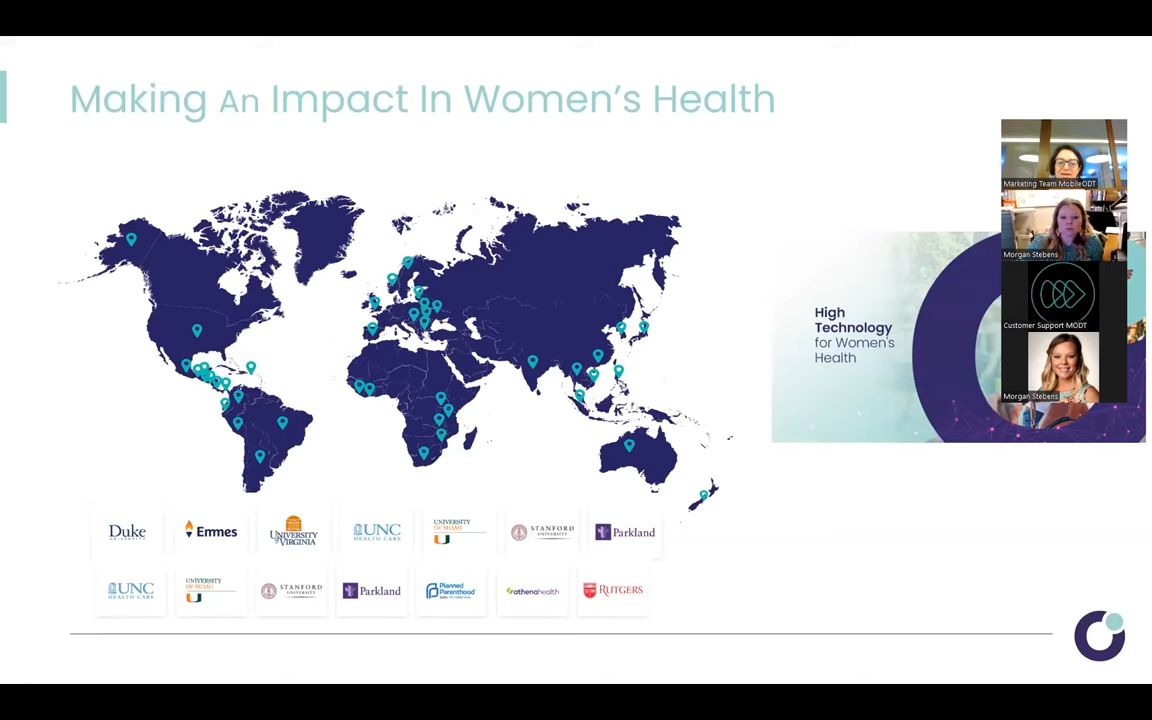 Making An Impact In Women's Health
Marketing Team MobileODT
Morgan Stebens
Customer Support MODT
Morgan Stebens
High
Technology
for Women's
Health
Duke
UNIVERSITY
Emmes
UNIVERSITY
of VIRGINIA
UNC
HEALTH CARE
UNIVERSITY
OF MIAMI
STANFORD
UNIVERSITY
Parkland
UNC
HEALTH CARE
UNIVERSITY
OF MIAMI
STANFORD
UNIVERSITY
Parkland
Planned
Parenthood
athenahealth
RUTGERS